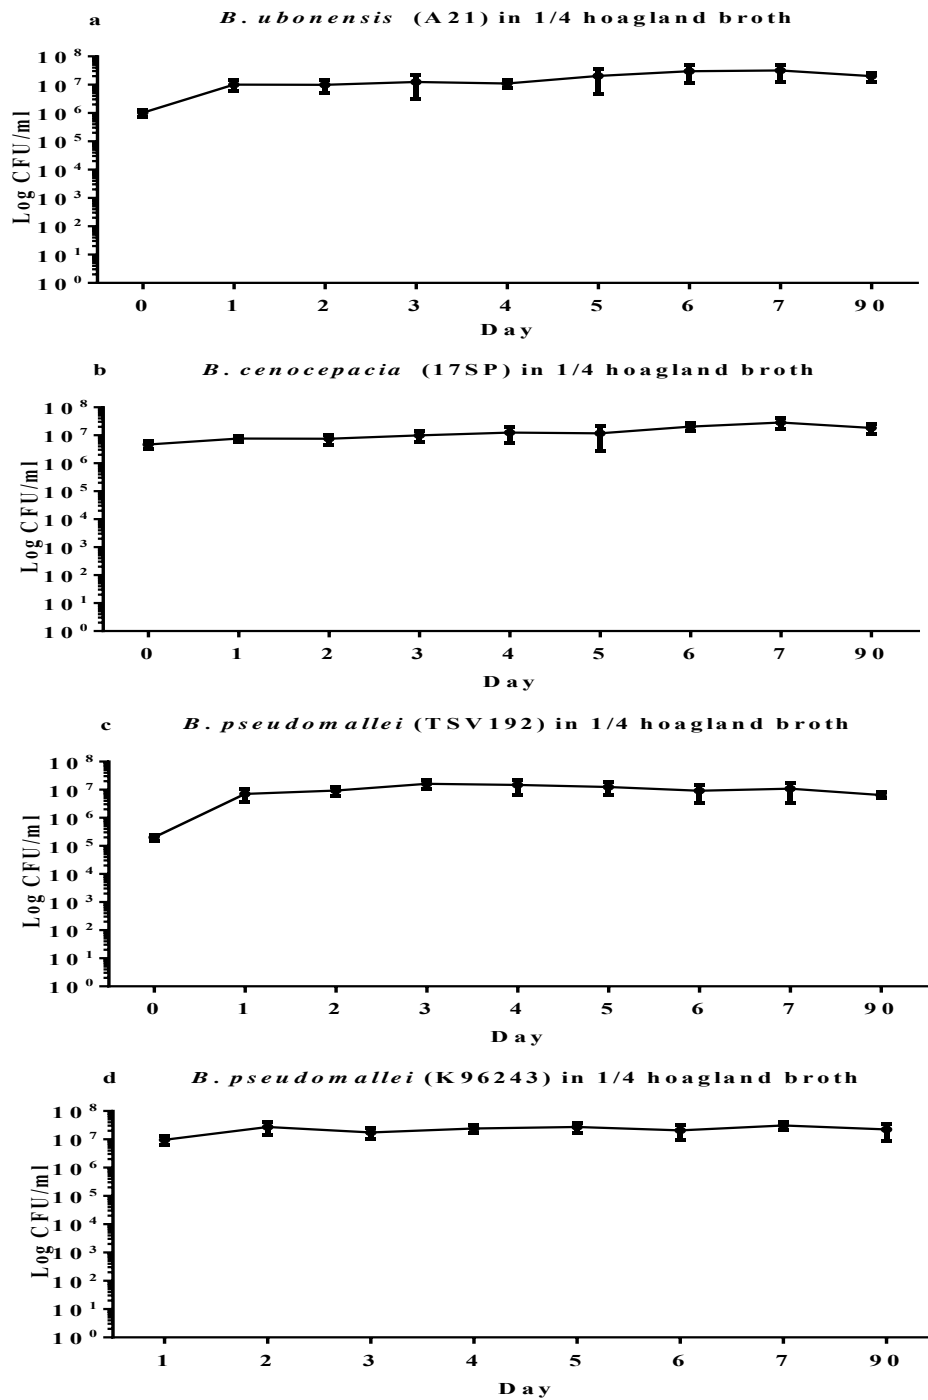 a B. ubonensis (A21) in 1/4 hoagland broth
10⁸
10⁷
10⁶
10⁵
10⁴
10³
10²
10¹
10⁰
Log CFU/ml
0 1 2 3 4 5 6 7 90
Day
b B. cenocepacia (17SP) in 1/4 hoagland broth
10⁸
10⁷
10⁶
10⁵
10⁴
10³
10²
10¹
10⁰
Log CFU/ml
0 1 2 3 4 5 6 7 90
Day
c B. pseudomallei (TSV192) in 1/4 hoagland broth
10⁸
10⁷
10⁶
10⁵
10⁴
10³
10²
10¹
10⁰
Log CFU/ml
0 1 2 3 4 5 6 7 90
Day
d B. pseudomallei (K96243) in 1/4 hoagland broth
10⁸
10⁷
10⁶
10⁵
10⁴
10³
10²
10¹
10⁰
Log CFU/ml
1 2 3 4 5 6 7 90
Day